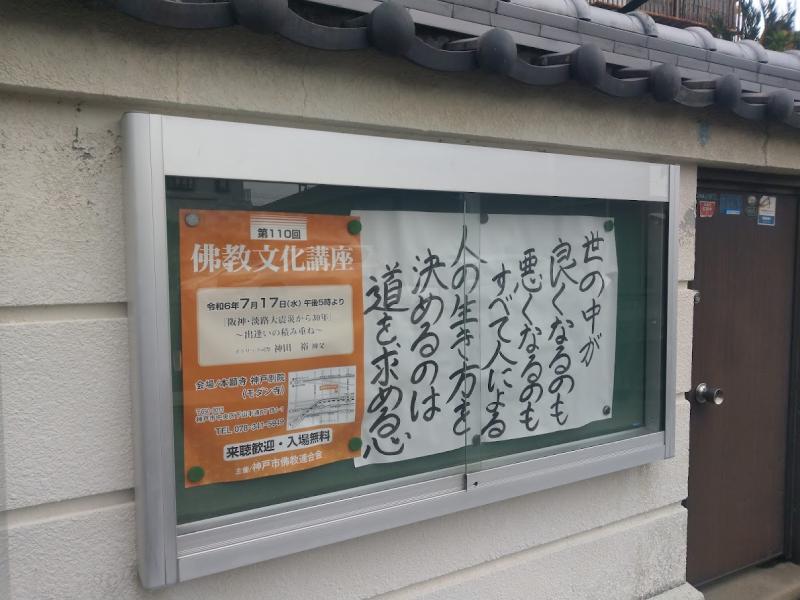 第110回
佛教文化講座
令和6年7月17日(水)午後5時より
「阪神・淡路大震災から30年」
～出逢いの積み重ね～
神田 裕 神父
会場/本願寺 神戸別院
(モダン寺)
TEL 078-341-5949
来聴歓迎・入場無料
主催/神戸市佛教連合会
世の中が
良くなるのも
悪くなるのも
すべて人による
人の生き方を
決めるのは
道を求める心